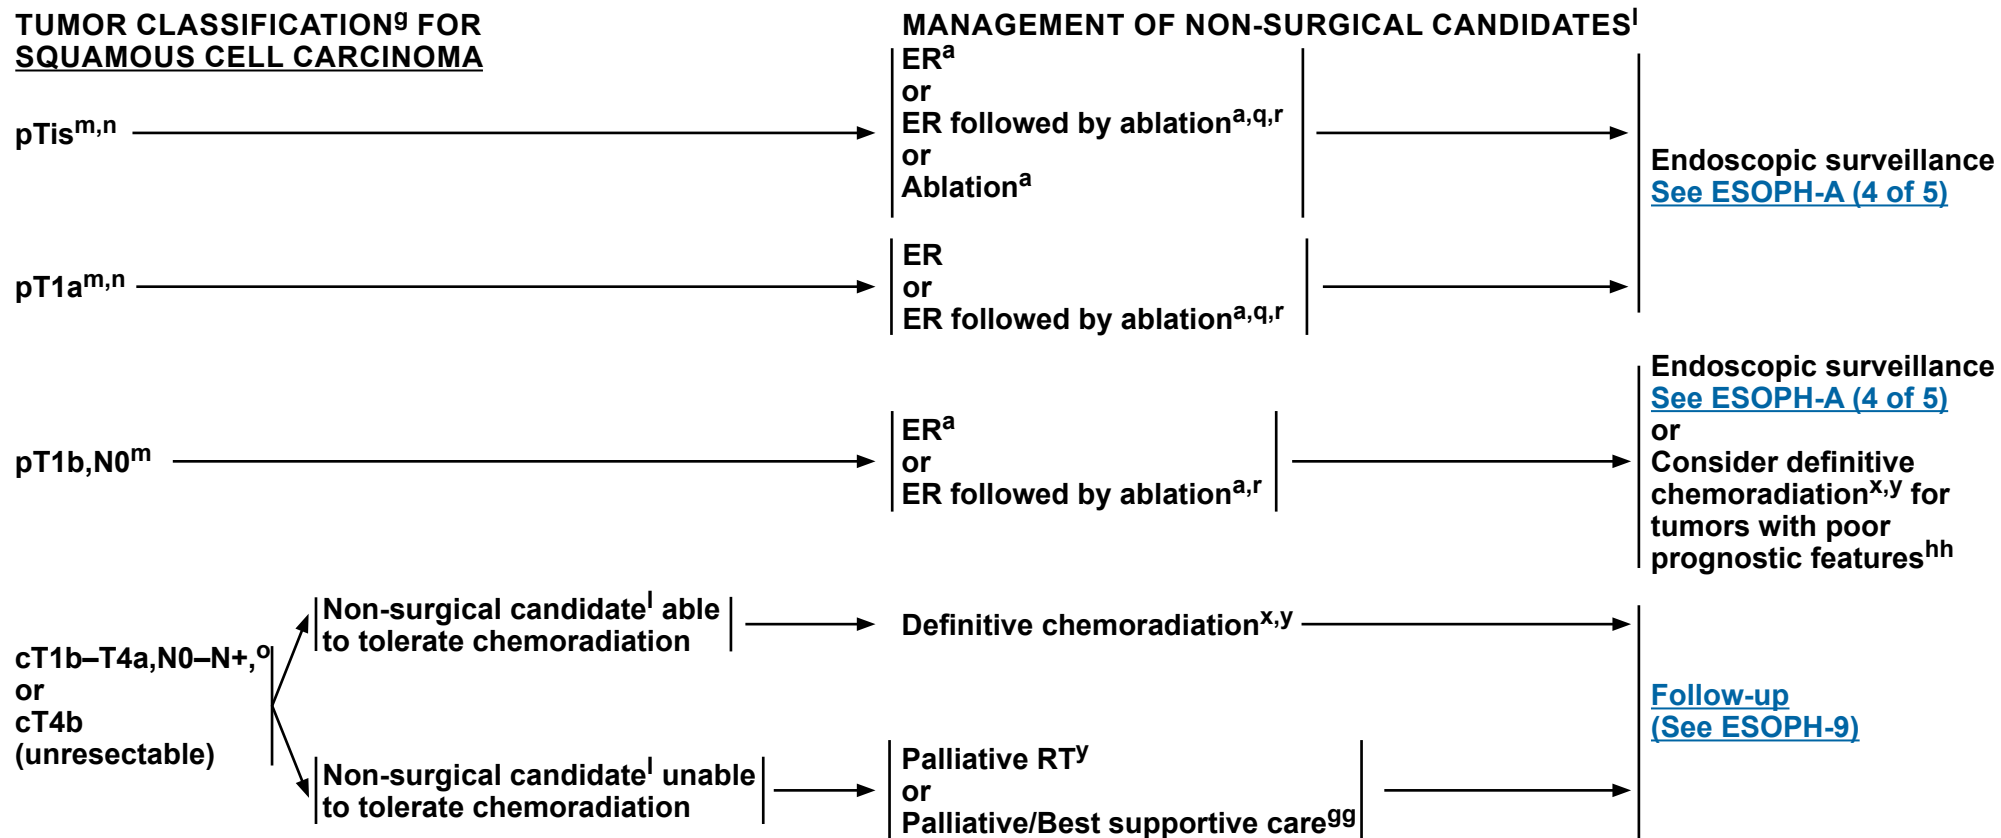 TUMOR CLASSIFICATIONg FOR
SQUAMOUS CELL CARCINOMA
MANAGEMENT OF NON-SURGICAL CANDIDATESl
pTism,n
ERa
or
ER followed by ablationa,q,r
or
Ablationa
Endoscopic surveillance
See ESOPH-A (4 of 5)
pT1am,n
ER
or
ER followed by ablationa,q,r
pT1b,N0m
ERa
or
ER followed by ablationa,r
Endoscopic surveillance
See ESOPH-A (4 of 5)
or
Consider definitive
chemoradiationx,y for
tumors with poor
prognostic featureshh
cT1b–T4a,N0–N+,o
or
cT4b
(unresectable)
Non-surgical candidatel able
to tolerate chemoradiation
Definitive chemoradiationx,y
Non-surgical candidatel unable
to tolerate chemoradiation
Palliative RTy
or
Palliative/Best supportive caregg
Follow-up
(See ESOPH-9)